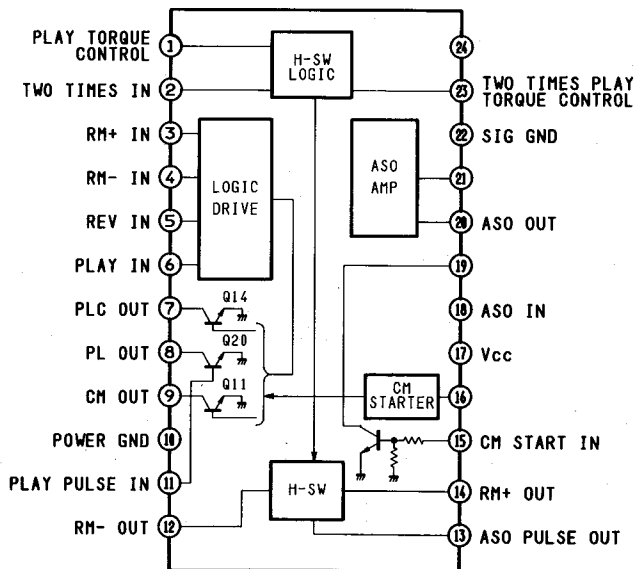 PLAY TORQUE
CONTROL
1
TWO TIMES IN
2
RM+ IN
3
RM- IN
4
REV IN
5
PLAY IN
6
PLC OUT
7
PL OUT
8
CM OUT
9
POWER GND
10
PLAY PULSE IN
11
RM- OUT
12
H-SW
LOGIC
LOGIC
DRIVE
Q14
Q20
Q11
ASO
AMP
CM
STARTER
H-SW
24
23
TWO TIMES PLAY
TORQUE CONTROL
22
SIG GND
21
20
ASO OUT
19
18
ASO IN
17
Vcc
16
15
CM START IN
14
RM+ OUT
13
ASO PULSE OUT